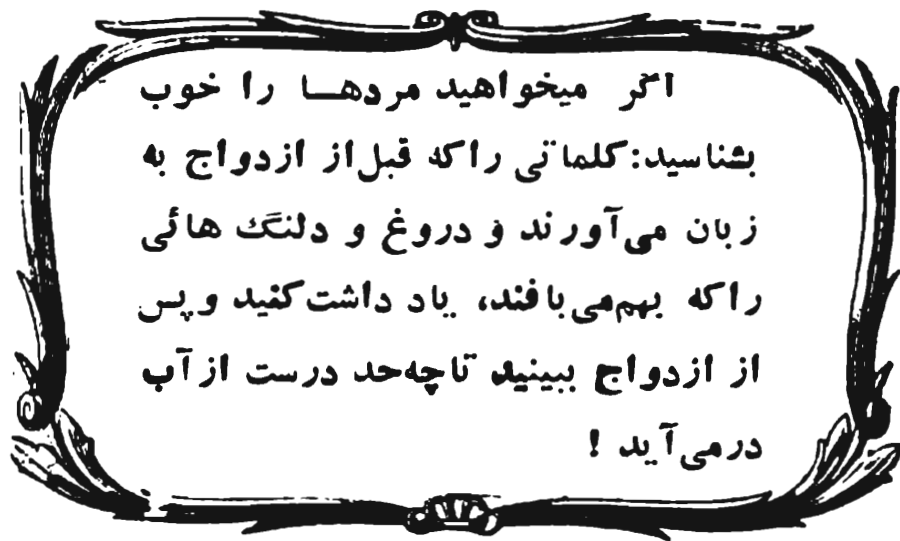 اگر میخواهید مردهـا را خوب
بشناسید: کلماتی راکه قبل‌از ازدواج به
زبان می‌آورند و دروغ و دلنگ هائی
راکه بهم‌می‌بافند، یاد داشت‌کنید وپس
از ازدواج ببینید تاچه‌حد درست ازآب
درمی‌آید !